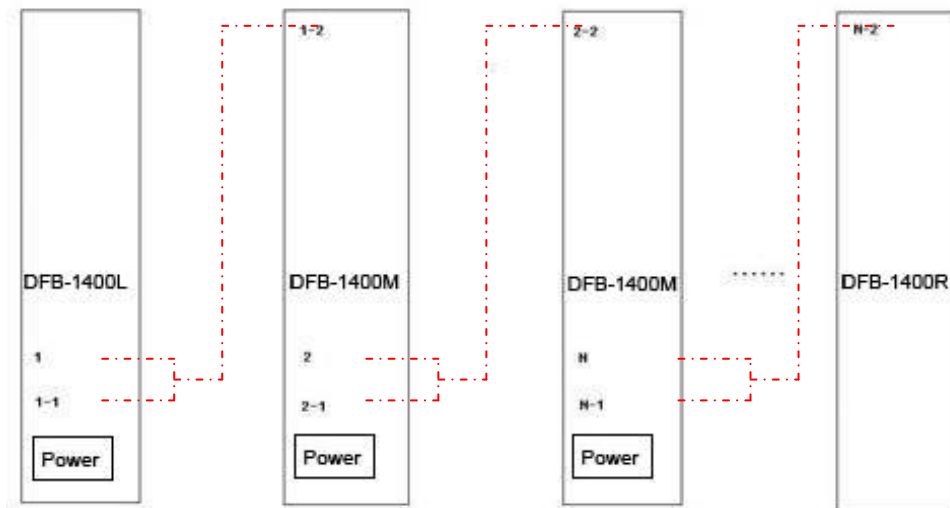 1-2
2-2
N-2
DFB-1400L
DFB-1400M
DFB-1400M
......
DFB-1400R
1
2
N
1-1
2-1
N-1
Power
Power
Power